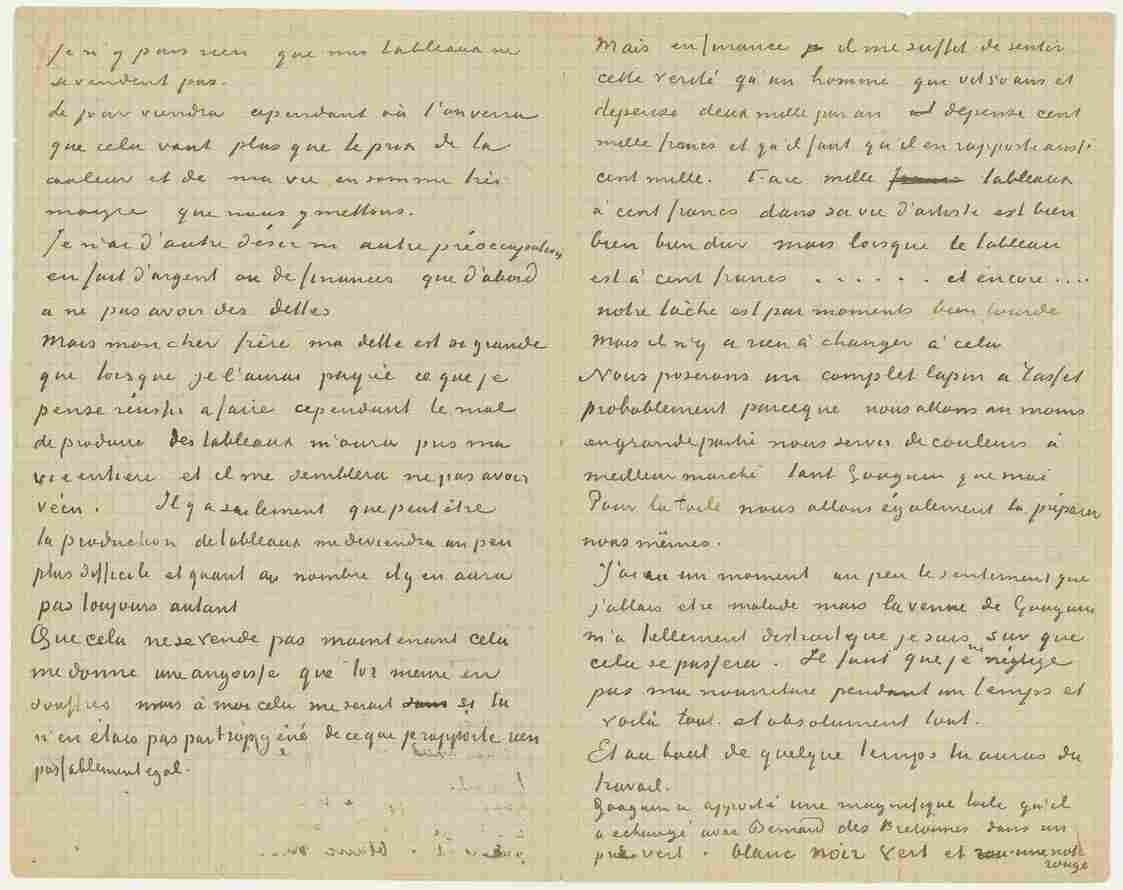 Je n'y puis rien que mes tableaux ne
se vendent pas.
Le jour viendra cependant où l'on verra
que cela vaut plus que le prix de la
couleur et de ma vie en somme très
maigre que nous y mettons.
Je n'ai d'autre désir ni autre préoccupation
en fait d'argent ou de finances que d'abord
a ne pas avoir des dettes
Mais mon cher frère ma dette est si grande
que lorsque je l'aurai payée ce que je
pense réussir a faire cependant le mal
de produire des tableaux m'aura pris ma
vie entière et il me semblera ne pas avoir
vécu. Il y a seulement que peut être
la production de tableaux me deviendra un peu
plus difficile et quant au nombre il y en aura
pas toujours autant
Que cela ne se vende pas maintenant cela
me donne une angoisse que toi meme en
souffres mais à moi cela me serait si tu
n'en étais pas par trop gêné de ce que je rapporte rien
passablement egal.
Mais en finance il me suffit de sentir
cette verité qu'un homme que vit 50 ans et
depense deux mille par an depense cent
mille francs et qu'il faut qu'il en rapporte aussi
cent mille. Faire mille francs tableaux
à cent francs dans sa vie d'artiste est bien
bien bien dur mais lorsque le tableau
est à cent francs . . . . . . et encore ....
notre tâche est par moments bien lourde
Mais il n'y a rien à changer à cela
Nous poserons un complet lapin a Tasset
probablement parceque nous allons au moins
en grande partie nous servir de couleurs à
meilleur marché tant Gauguin que moi
Pour la toile nous allons également la préparer
nous mêmes.
J'ai eu un moment un peu le sentiment que
j'allais etre malade mais la venue de Gauguin
m'a tellement distrait que je suis sur que
cela se passera. Il faut que je ne néglige
pas ma nourriture pendant un temps et
voilà tout. et absolument tout.
Et au bout de quelque temps tu auras du
travail.
Gauguin a apporté une magnifique toile qu'il
a echangé avec Bernard des Bretonnes dans un
pré vert. blanc noir vert et une note
rouge